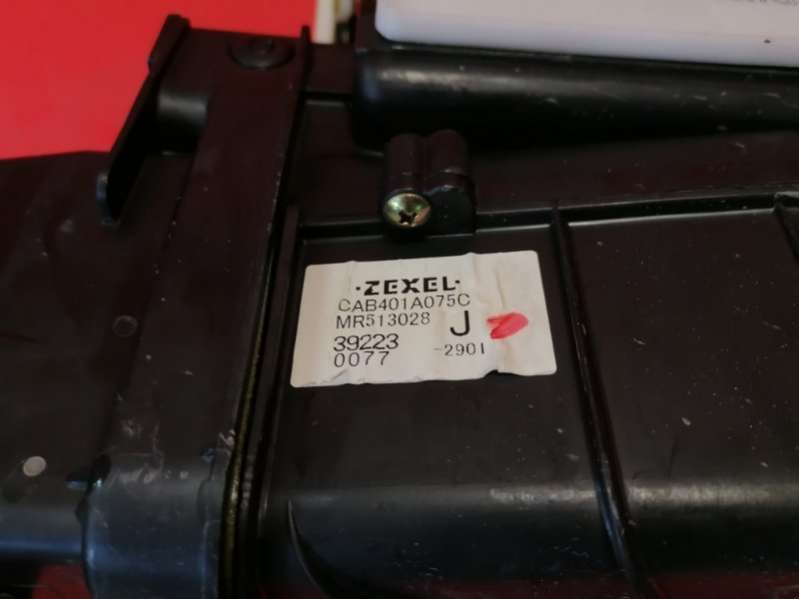 ·ZEXEL·
CAB401A075C
MR513028 J
39223
0077 -2901